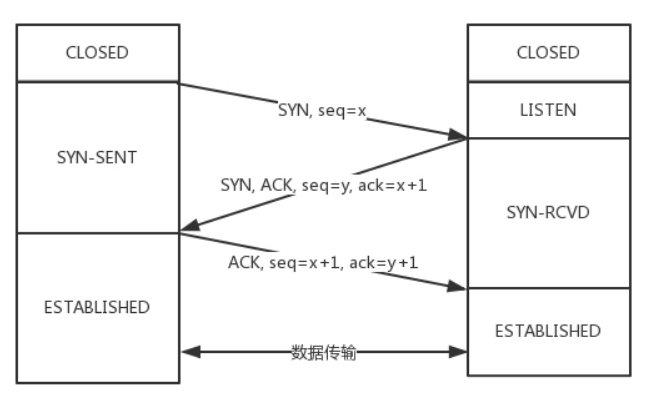 CLOSED
CLOSED
SYN, seq=x
LISTEN
SYN-SENT
SYN, ACK, seq=y, ack=x+1
SYN-RCVD
ACK, seq=x+1, ack=y+1
ESTABLISHED
ESTABLISHED
数据传输